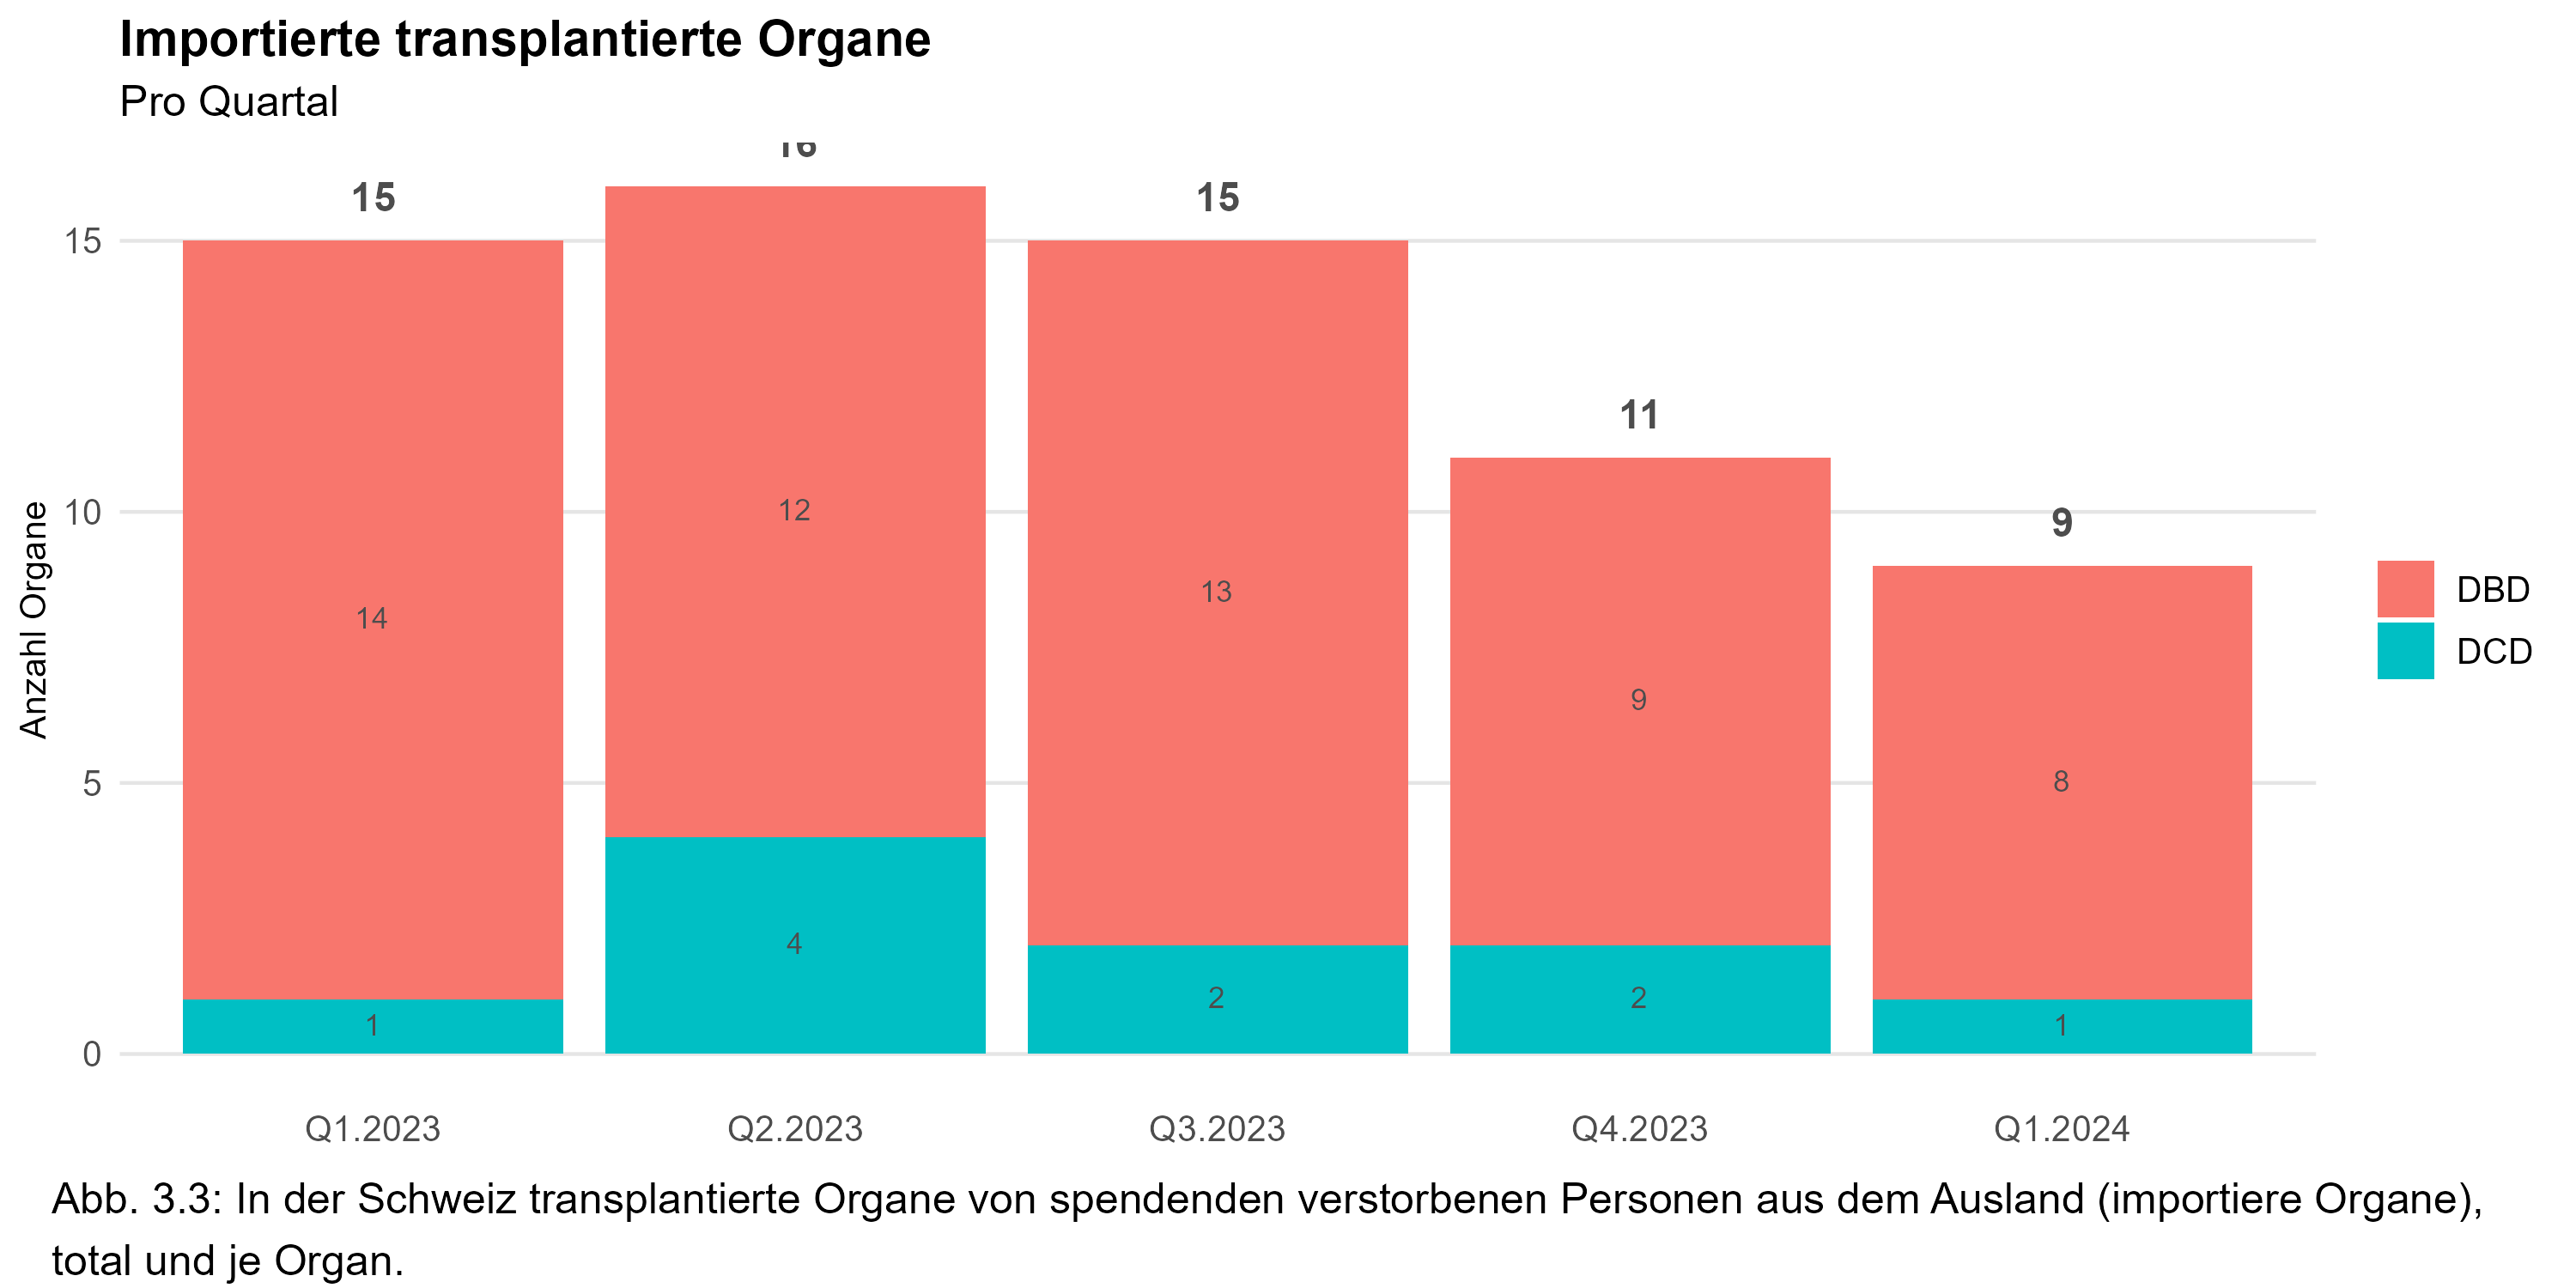 Importierte transplantierte Organe
Pro Quartal
16
15
15
15
11
10
9
5
0
Anzahl Organe
14
12
13
9
8
1
4
2
2
1
DBD
DCD
Q1.2023
Q2.2023
Q3.2023
Q4.2023
Q1.2024
Abb. 3.3: In der Schweiz transplantierte Organe von spendenden verstorbenen Personen aus dem Ausland (importiere Organe),
total und je Organ.